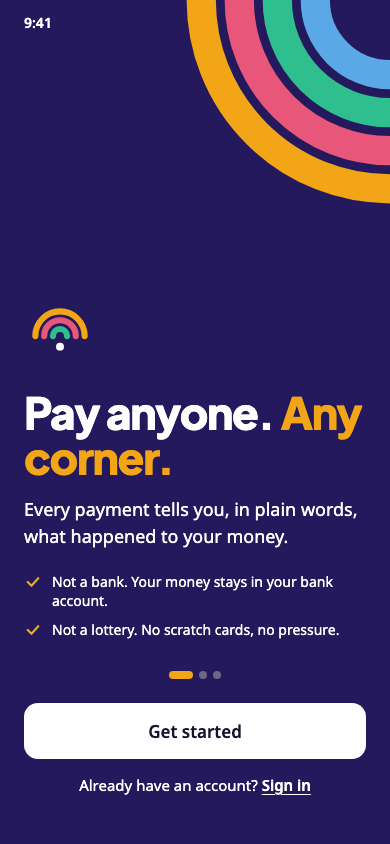 9:41
Pay anyone. Any
corner.
Every payment tells you, in plain words,
what happened to your money.
Not a bank. Your money stays in your bank
account.
Not a lottery. No scratch cards, no pressure.
Get started
Already have an account? Sign in